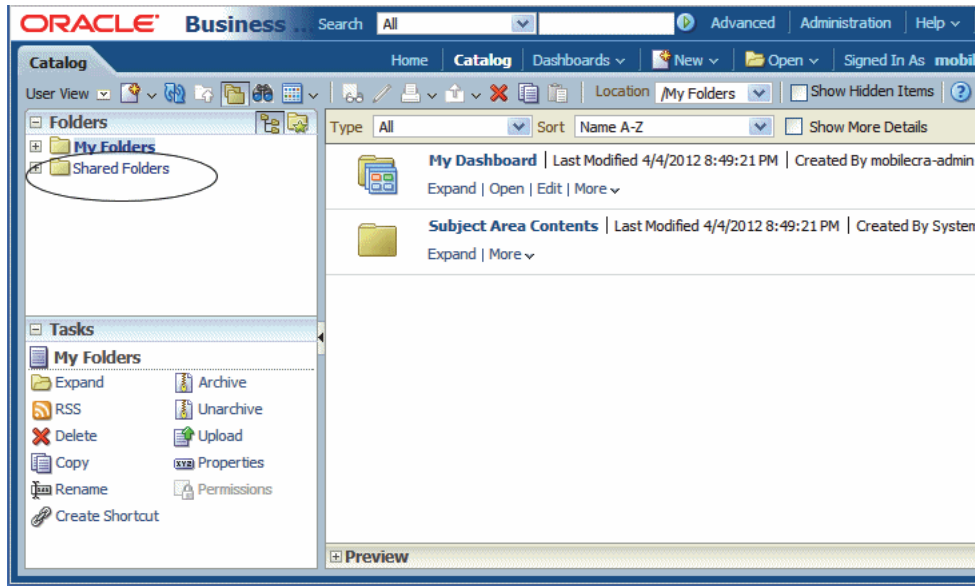 ORACLE Business ... Search All Advanced Administration Help
Catalog Home Catalog Dashboards New Open Signed In As mobil
User View Location /My Folders Show Hidden Items ?
Folders Type All Sort Name A-Z Show More Details
My Folders
Shared Folders
My Dashboard | Last Modified 4/4/2012 8:49:21 PM | Created By mobilecra-admin
Expand | Open | Edit | More
Subject Area Contents | Last Modified 4/4/2012 8:49:21 PM | Created By System
Expand | More
Tasks
My Folders
Expand Archive
RSS Unarchive
Delete Upload
Copy xyz Properties
Rename Permissions
Create Shortcut
Preview